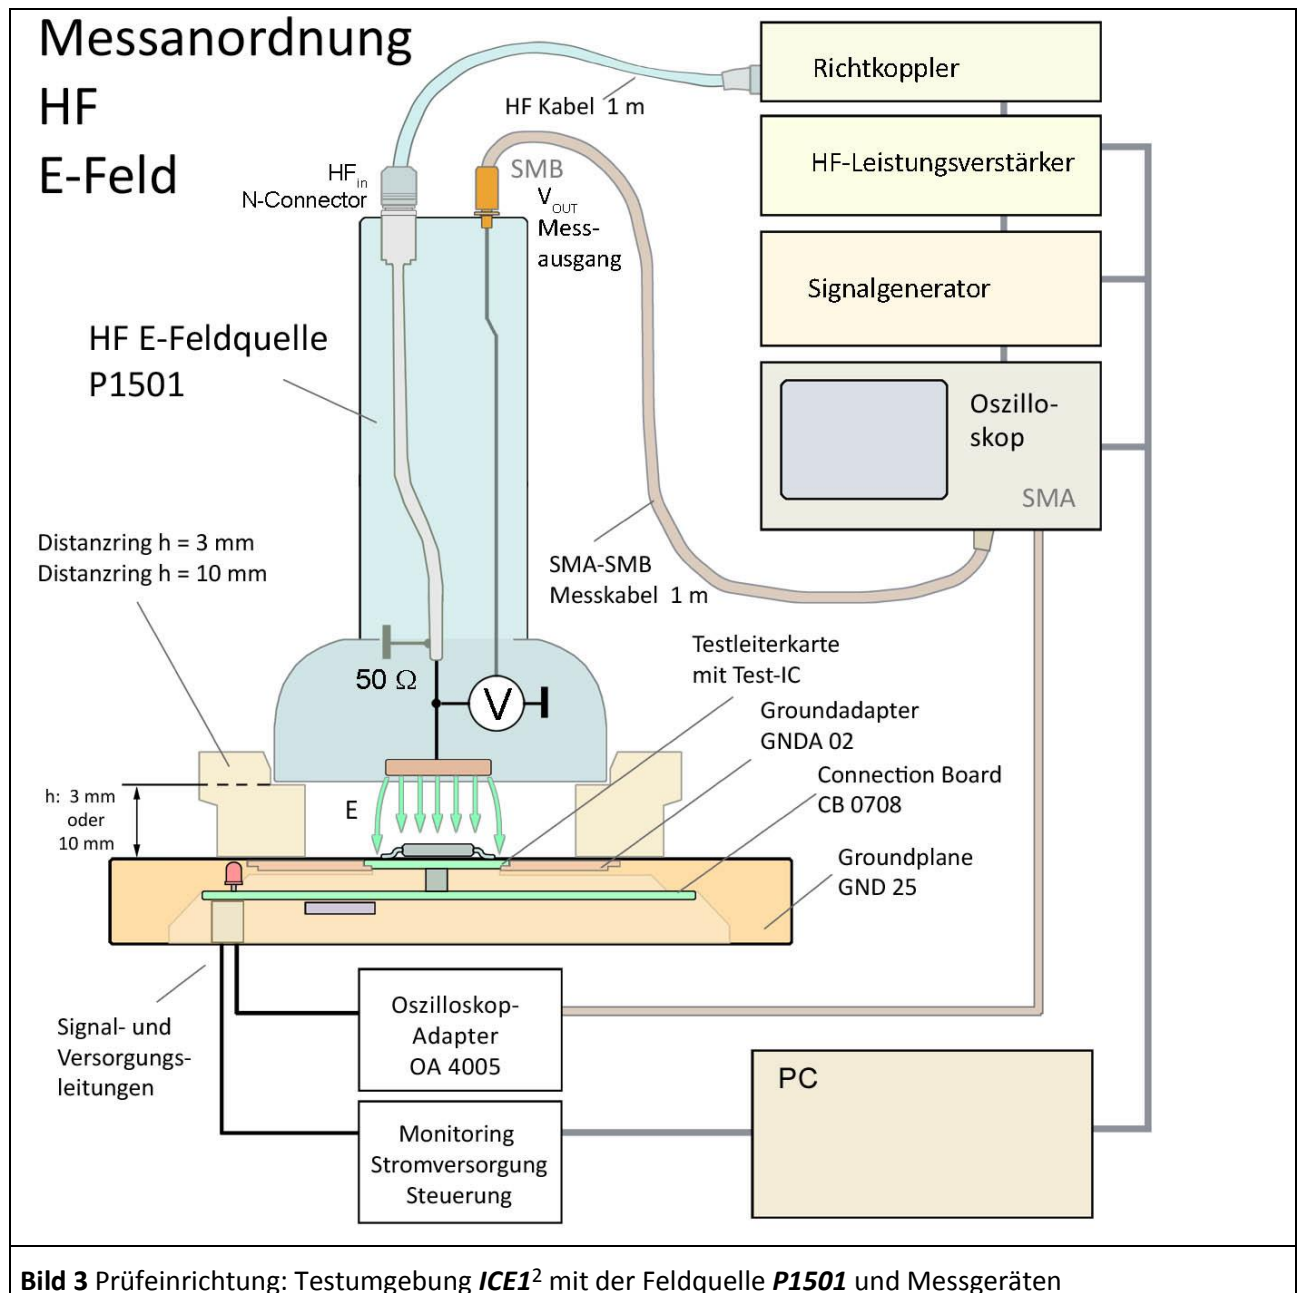 Messanordnung
HF
E-Feld
Richtkoppler
HF Kabel 1 m
HF-Leistungsverstärker
SMB
HFin
N-Connector
VOUT
Mess-
ausgang
Signalgenerator
HF E-Feldquelle
P1501
Oszillo-
skop
SMA
Distanzring h = 3 mm
Distanzring h = 10 mm
SMA-SMB
Messkabel 1 m
50 Ω
V
Testleiterkarte
mit Test-IC
Groundadapter
GNDA 02
Connection Board
CB 0708
h: 3 mm
oder
10 mm
E
Groundplane
GND 25
Signal- und
Versorgungs-
leitungen
Oszilloskop-
Adapter
OA 4005
PC
Monitoring
Stromversorgung
Steuerung
Bild 3 Prüfeinrichtung: Testumgebung ICE1² mit der Feldquelle P1501 und Messgeräten